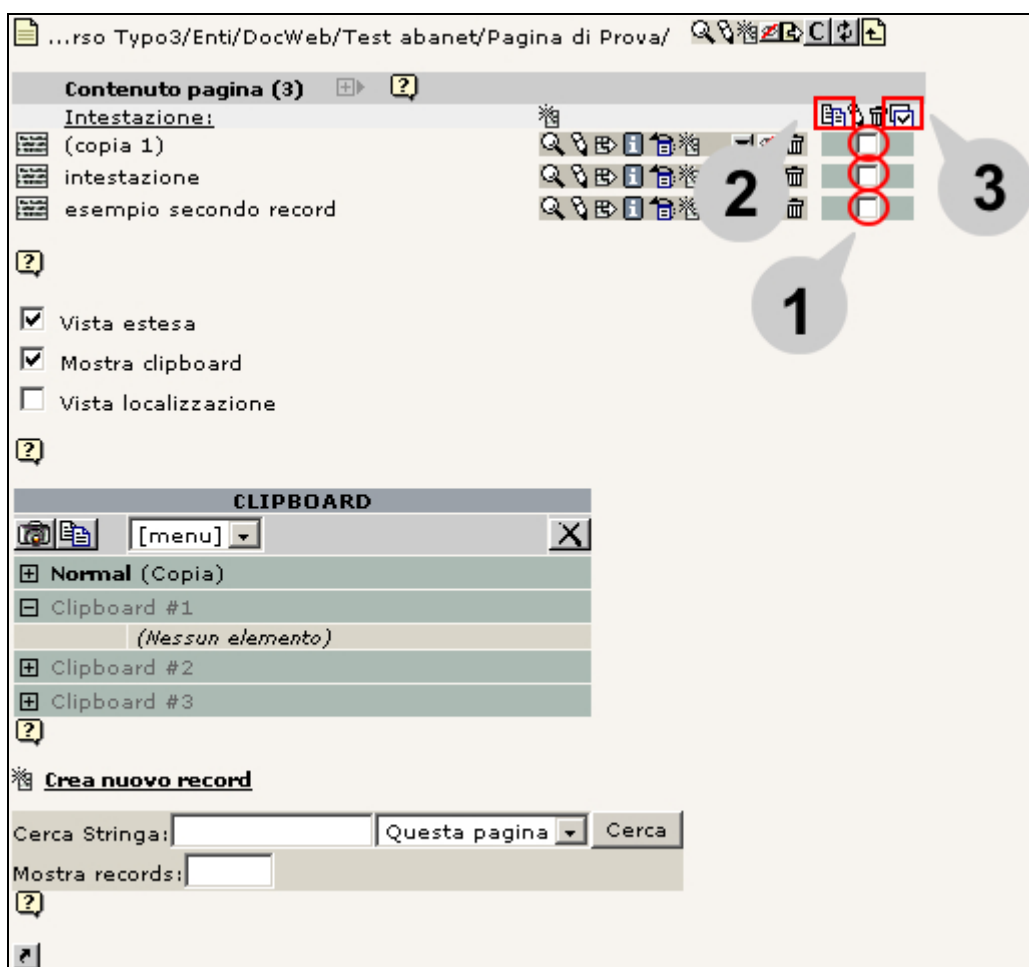 ...rso Typo3/Enti/DocWeb/Test abanet/Pagina di Prova/ C
Contenuto pagina (3)
Intestazione:
(copia 1)
intestazione
esempio secondo record
2
3
1
Vista estesa
Mostra clipboard
Vista localizzazione
CLIPBOARD
[menu]
Normal (Copia)
Clipboard #1
(Nessun elemento)
Clipboard #2
Clipboard #3
Crea nuovo record
Cerca Stringa: Questa pagina Cerca
Mostra records: